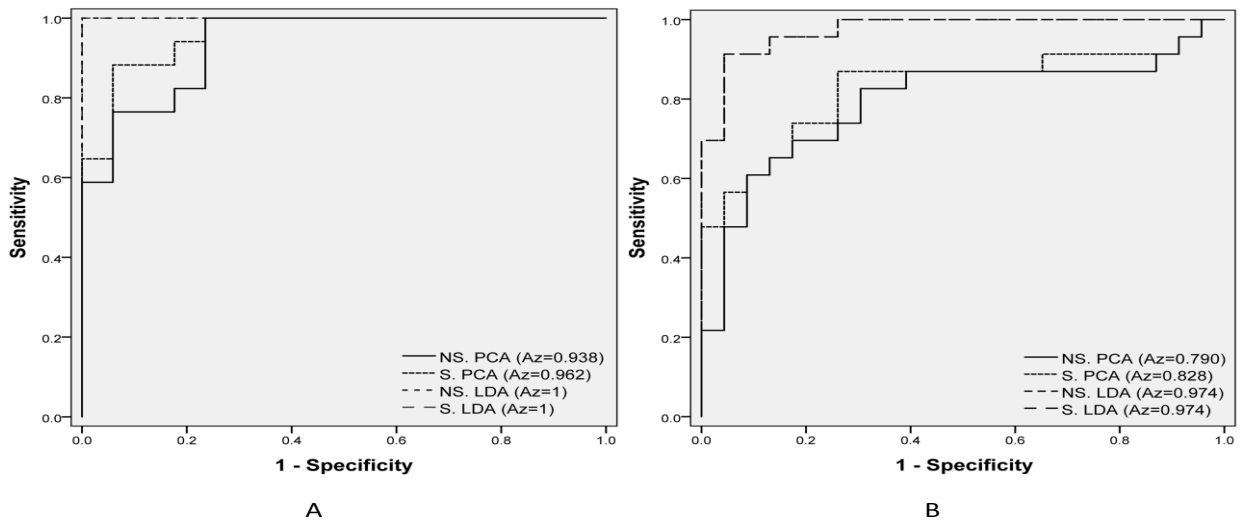 1.0
0.8
0.6
0.4
0.2
0.0
Sensitivity
NS. PCA (Az=0.938)
S. PCA (Az=0.962)
NS. LDA (Az=1)
S. LDA (Az=1)
0.0 0.2 0.4 0.6 0.8 1.0
1 - Specificity
A
1.0
0.8
0.6
0.4
0.2
0.0
Sensitivity
NS. PCA (Az=0.790)
S. PCA (Az=0.828)
NS. LDA (Az=0.974)
S. LDA (Az=0.974)
0.0 0.2 0.4 0.6 0.8 1.0
1 - Specificity
B